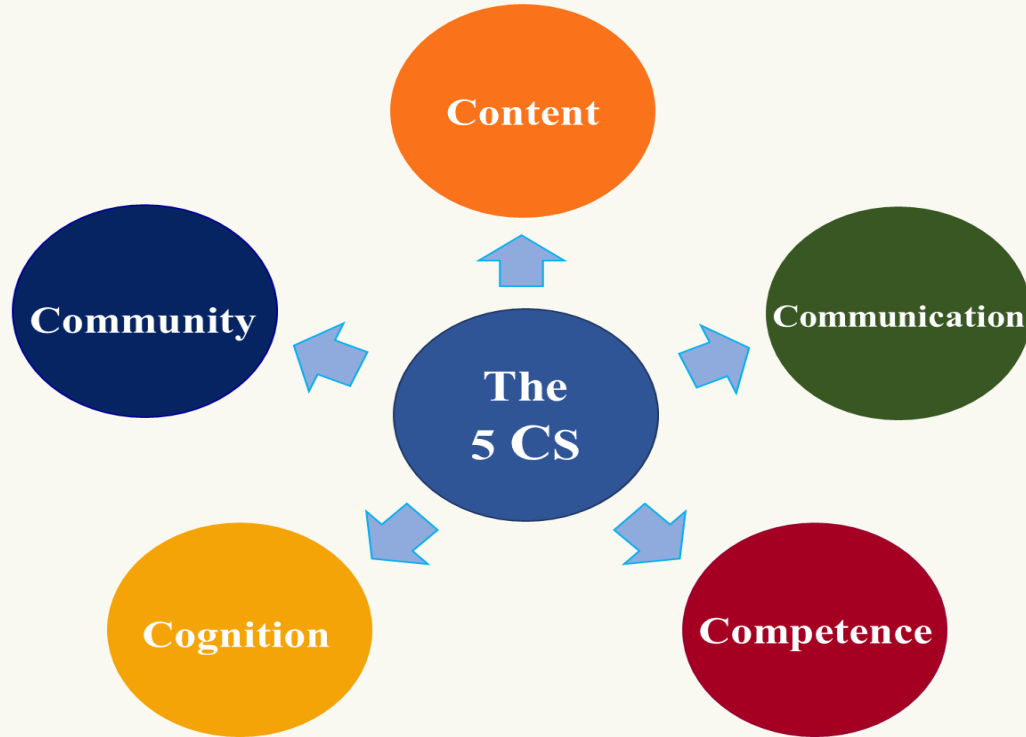 Content
Community
Communication
The
5 Cs
Cognition
Competence